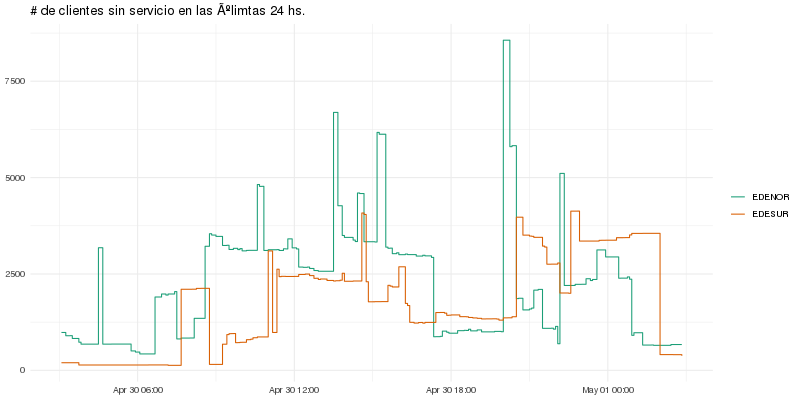 # de clientes sin servicio en las Ãºlimtas 24 hs.
7500
5000
2500
0
Apr 30 06:00
Apr 30 12:00
Apr 30 18:00
May 01 00:00
EDENOR
EDESUR